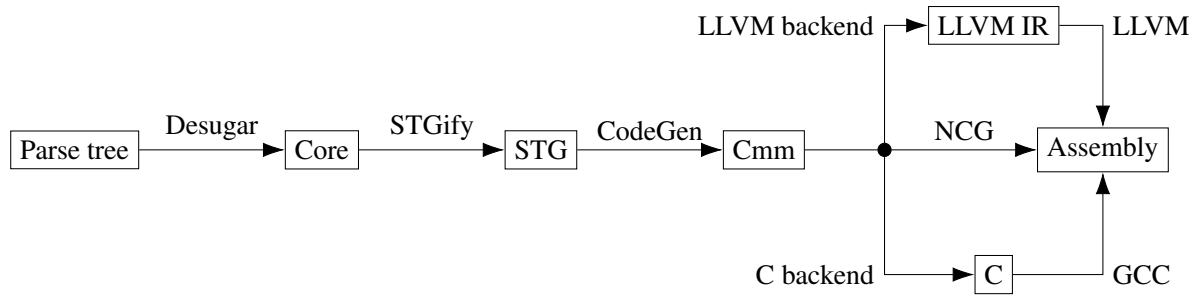 LLVM backend
LLVM IR
LLVM
Desugar
STGify
CodeGen
NCG
Parse tree
Core
STG
Cmm
Assembly
C backend
C
GCC